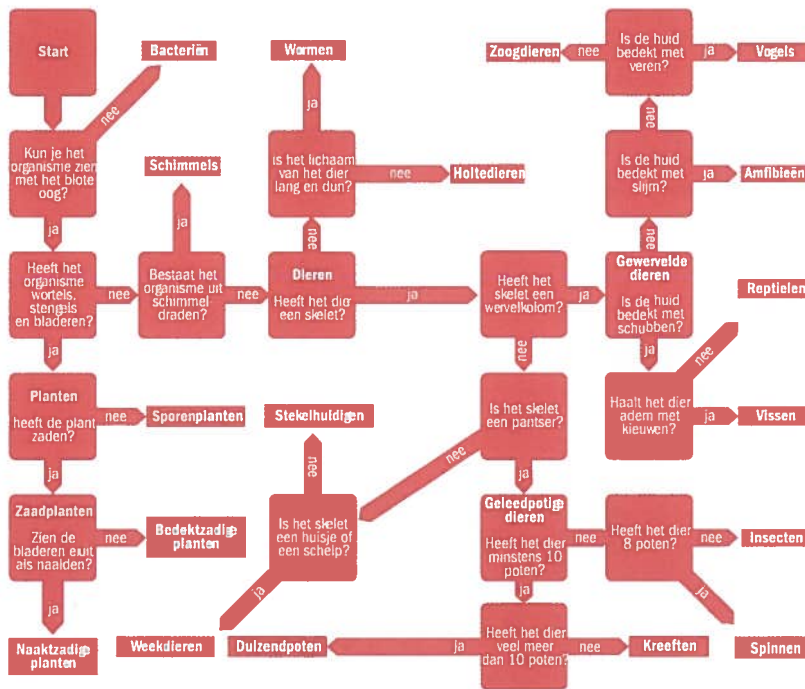 Start
Bacteriën
nee
Kun je het
organisme zien
met het blote
oog?
ja
Heeft het
organisme
wortels,
stengels
en bladeren?
nee
Bestaat het
organisme uit
schimmel
draden?
ja
Schimmels
nee
Dieren
Heeft het dier
een skelet?
nee
Is het lichaam
van het dier
lang en dun?
ja
Wormen
nee
Holtedieren
ja
Heeft het
skelet een
wervelkolom?
ja
Gewervelde
dieren
Is de huid
bedekt met
schubben?
nee
Is de huid
bedekt met
slijm?
ja
Amfibieën
nee
Is de huid
bedekt met
veren?
nee
Zoogdieren
ja
Vogels
ja
Haalt het dier
adem met
kieuwen?
nee
Reptielen
ja
Vissen
nee
Is het skelet
een pantser?
nee
Is het skelet
een huisje of
een schelp?
nee
Stekelhuidigen
ja
Weekdieren
ja
Geleedpotige
dieren
Heeft het dier
minstens 10
poten?
nee
Heeft het dier
8 poten?
nee
Insecten
ja
Spinnen
ja
Heeft het dier
veel meer
dan 10 poten?
ja
Duizendpoten
nee
Kreeften
ja
Planten
heeft de plant
zaden?
nee
Sporenplanten
ja
Zaadplanten
Zien de
bladeren eruit
als naalden?
nee
Bedektzadige
planten
ja
Naaktzadige
planten